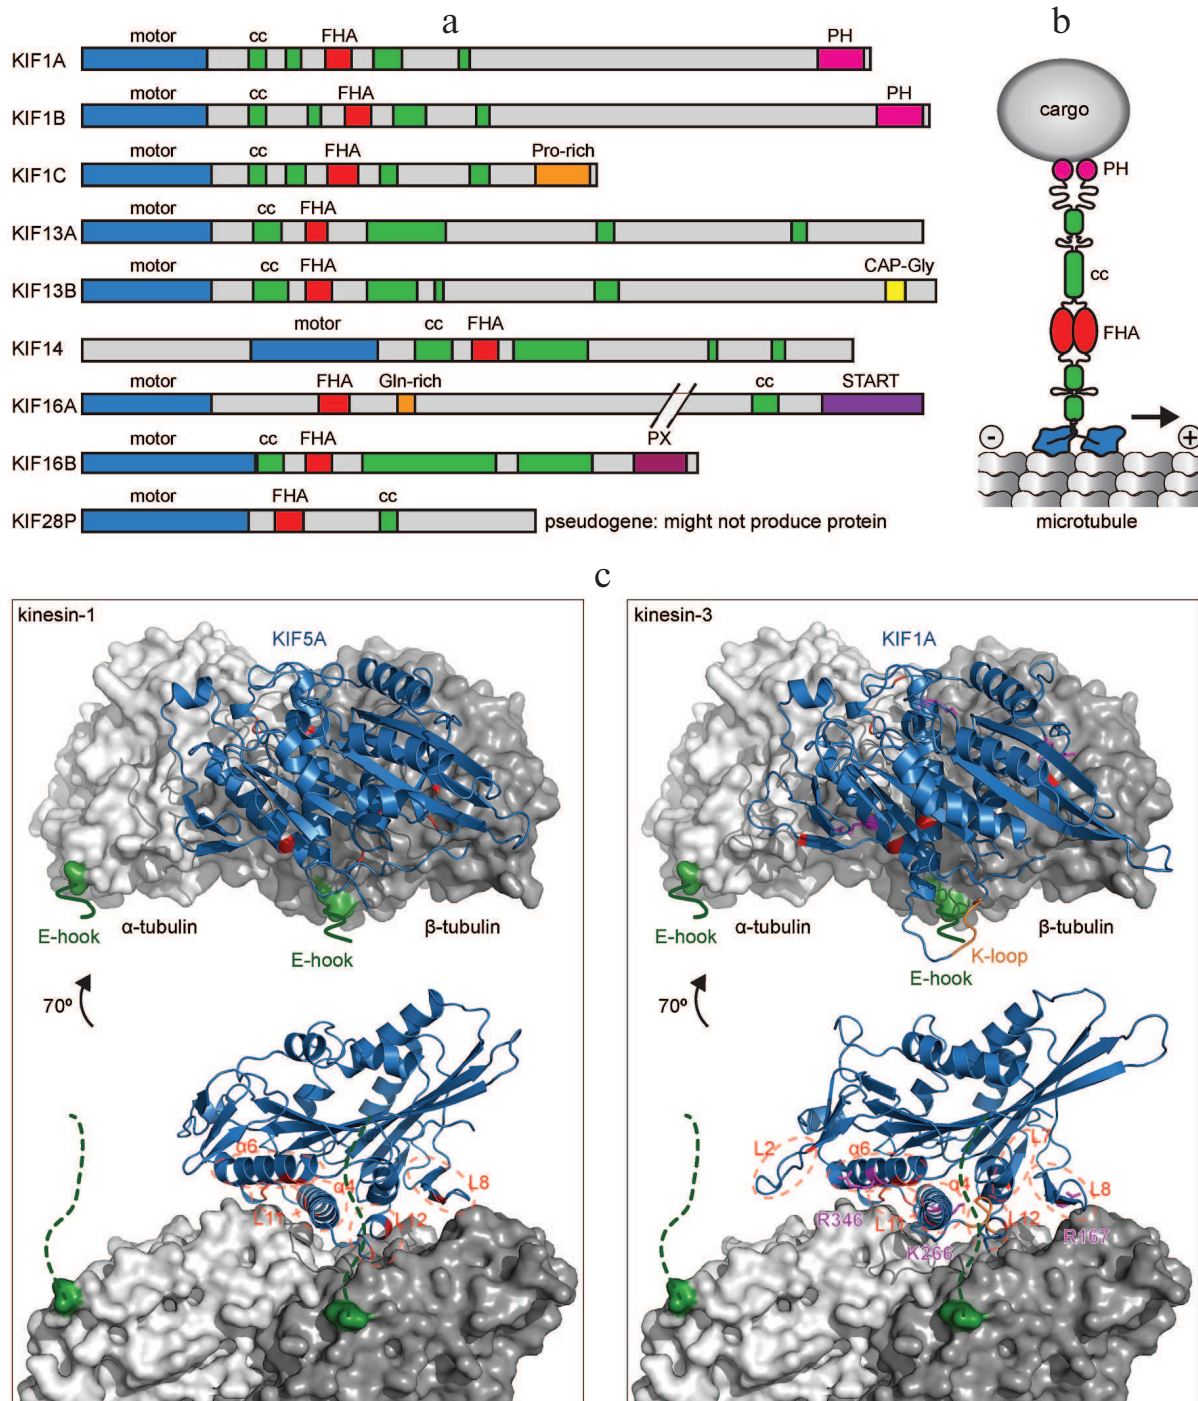 a
b
motor cc FHA PH
KIF1A
motor cc FHA PH
KIF1B
motor cc FHA Pro-rich
KIF1C
motor cc FHA
KIF13A
motor cc FHA CAP-Gly
KIF13B
motor cc FHA
KIF14
motor FHA Gln-rich cc START
KIF16A
motor cc FHA PX
KIF16B
motor FHA cc
KIF28P
pseudogene: might not produce protein
cargo
PH
cc
FHA
- +
microtubule
c
kinesin-1
KIF5A
E-hook
α-tubulin
E-hook
β-tubulin
70º
α6
α4
L8
L11
L12
kinesin-3
KIF1A
E-hook
α-tubulin
E-hook
K-loop
β-tubulin
70º
L2
α6
α4
L7
L8
R346
L11
K266
L12
R167